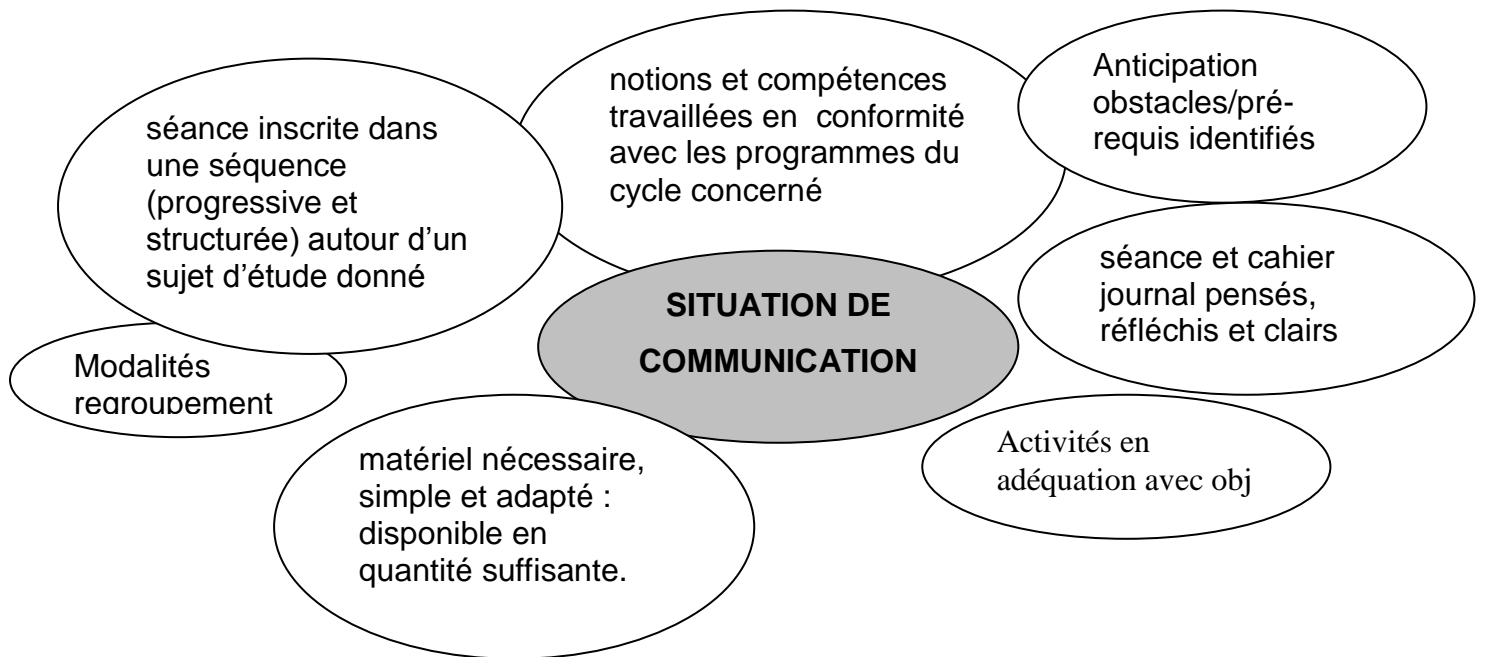 notions et compétences
travaillées en conformité
avec les programmes du
cycle concerné
Anticipation
obstacles/pré-
requis identifiés
séance inscrite dans
une séquence
(progressive et
structurée) autour d'un
sujet d'étude donné
séance et cahier
journal pensés,
réfléchis et clairs
SITUATION DE
COMMUNICATION
Modalités
regroupement
Activités en
adéquation avec obj
matériel nécessaire,
simple et adapté :
disponible en
quantité suffisante.